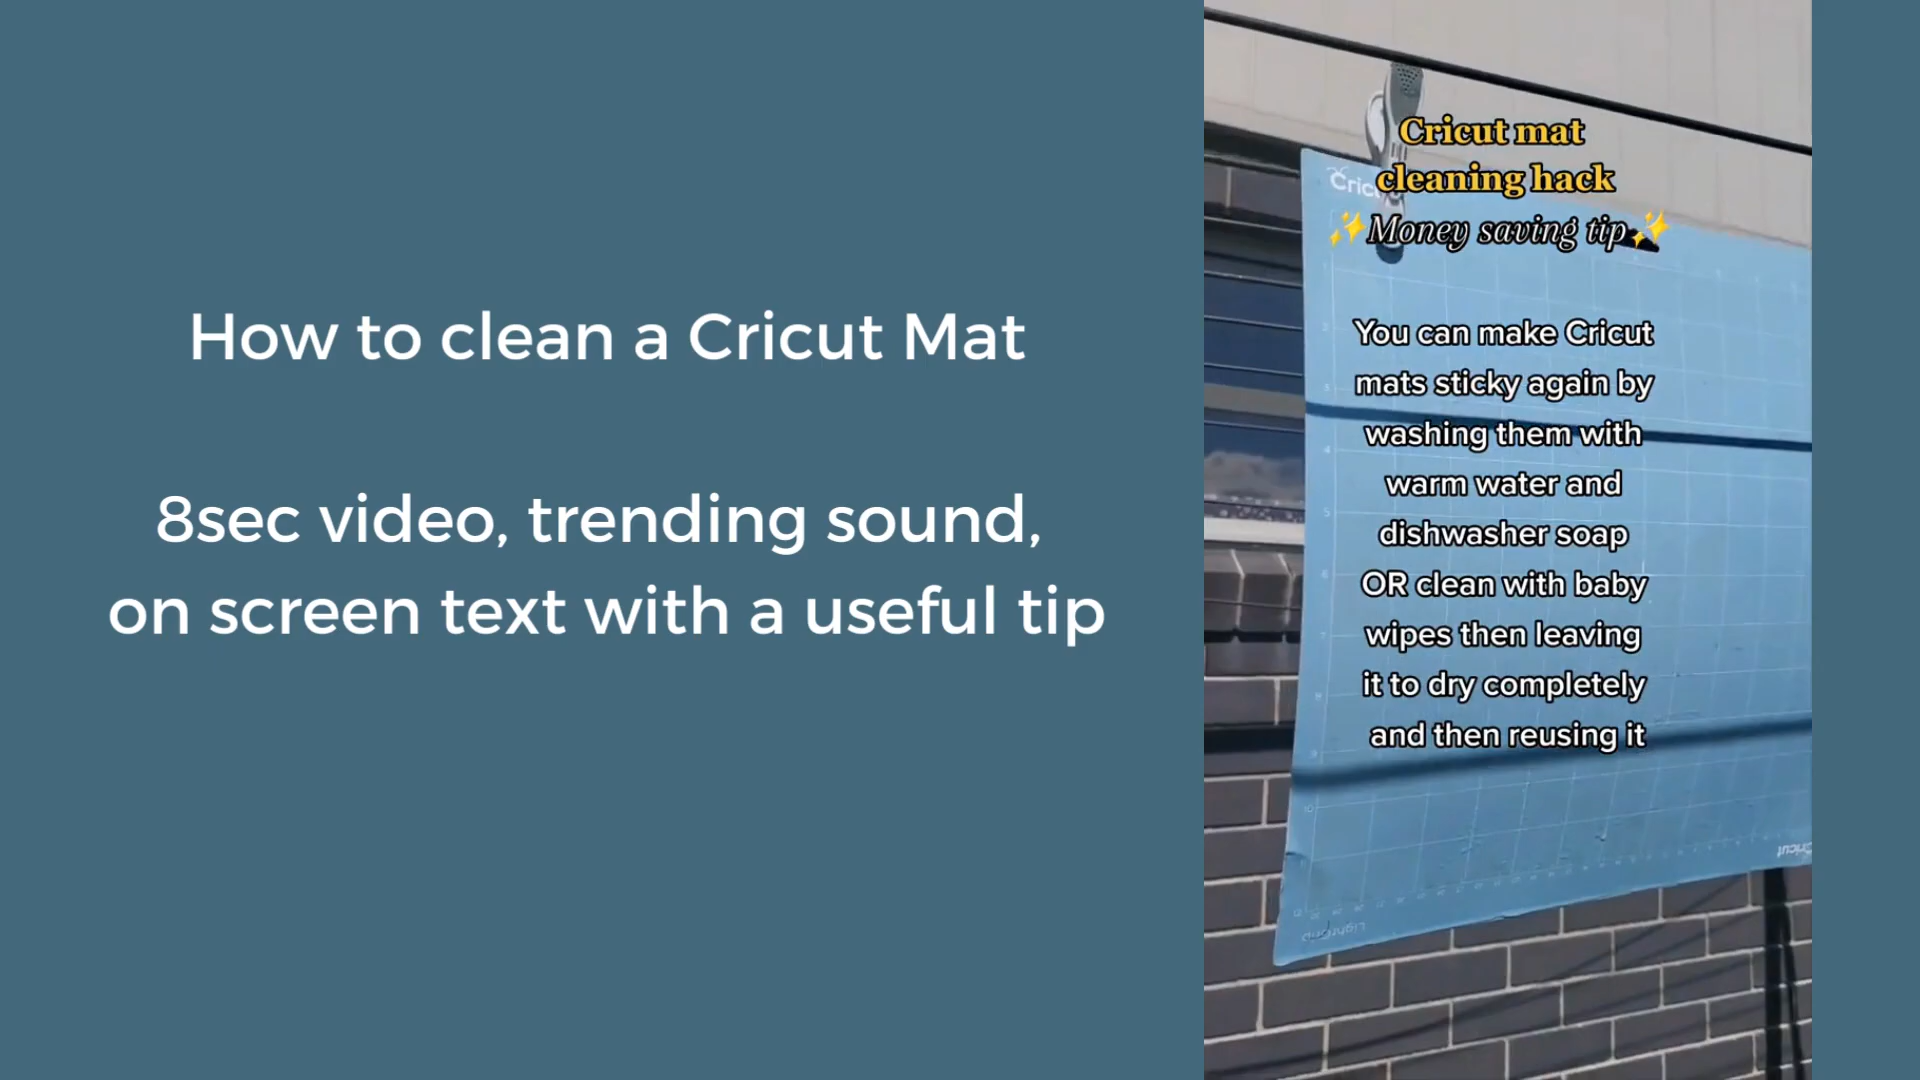 How to clean a Cricut Mat
8sec video, trending sound,
on screen text with a useful tip
Cricut mat
cleaning hack
✨Money saving tip✨
You can make Cricut
mats sticky again by
washing them with
warm water and
dishwasher soap
OR clean with baby
wipes then leaving
it to dry completely
and then reusing it
Cricut
LightGrip